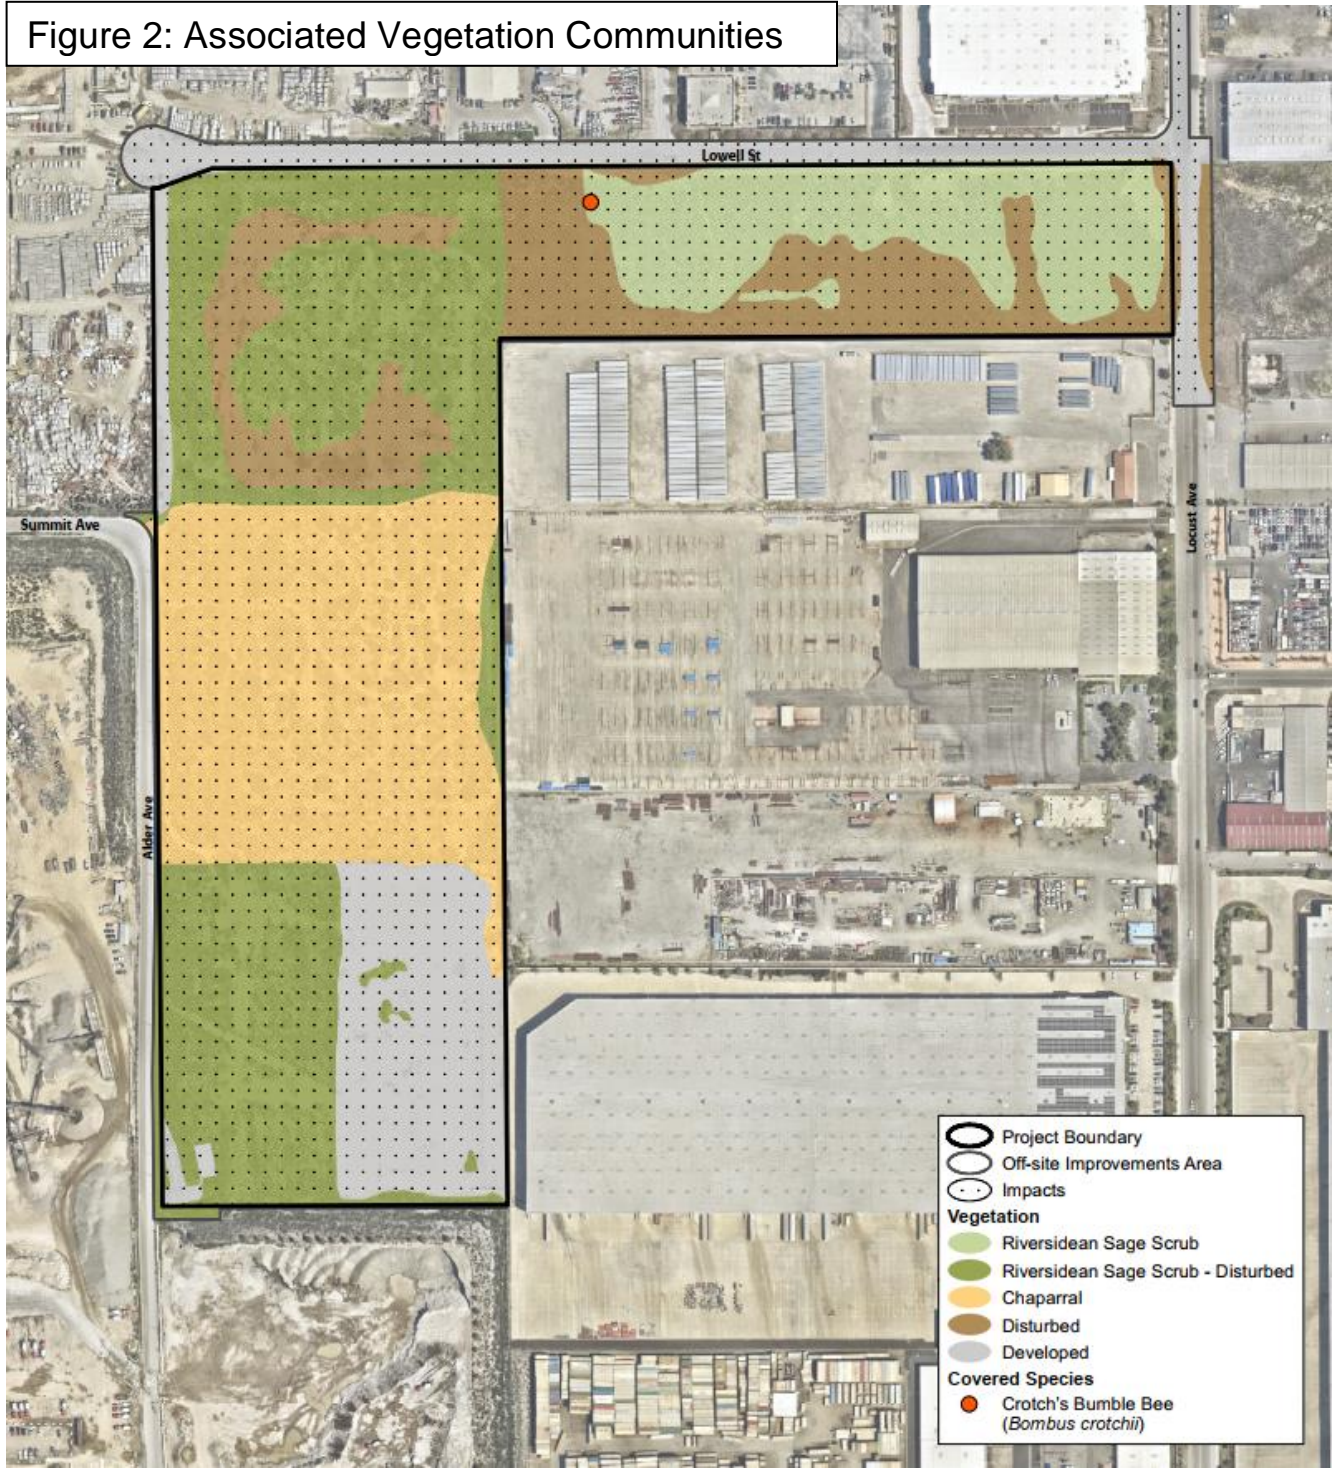 Figure 2: Associated Vegetation Communities
Lowell St
Summit Ave
Locust Ave
Alder Ave
Project Boundary
Off-site Improvements Area
Impacts
Vegetation
Riversidean Sage Scrub
Riversidean Sage Scrub - Disturbed
Chaparral
Disturbed
Developed
Covered Species
Crotch's Bumble Bee
(Bombus crotchii)